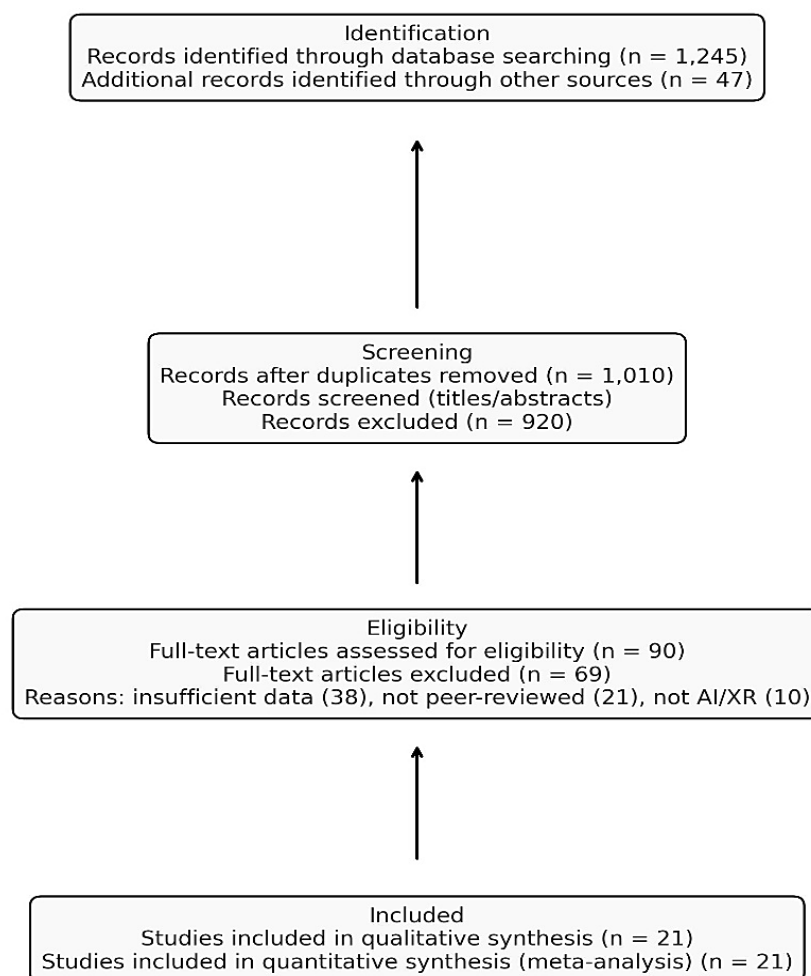 Identification
Records identified through database searching (n = 1,245)
Additional records identified through other sources (n = 47)
Screening
Records after duplicates removed (n = 1,010)
Records screened (titles/abstracts)
Records excluded (n = 920)
Eligibility
Full-text articles assessed for eligibility (n = 90)
Full-text articles excluded (n = 69)
Reasons: insufficient data (38), not peer-reviewed (21), not AI/XR (10)
Included
Studies included in qualitative synthesis (n = 21)
Studies included in quantitative synthesis (meta-analysis) (n = 21)